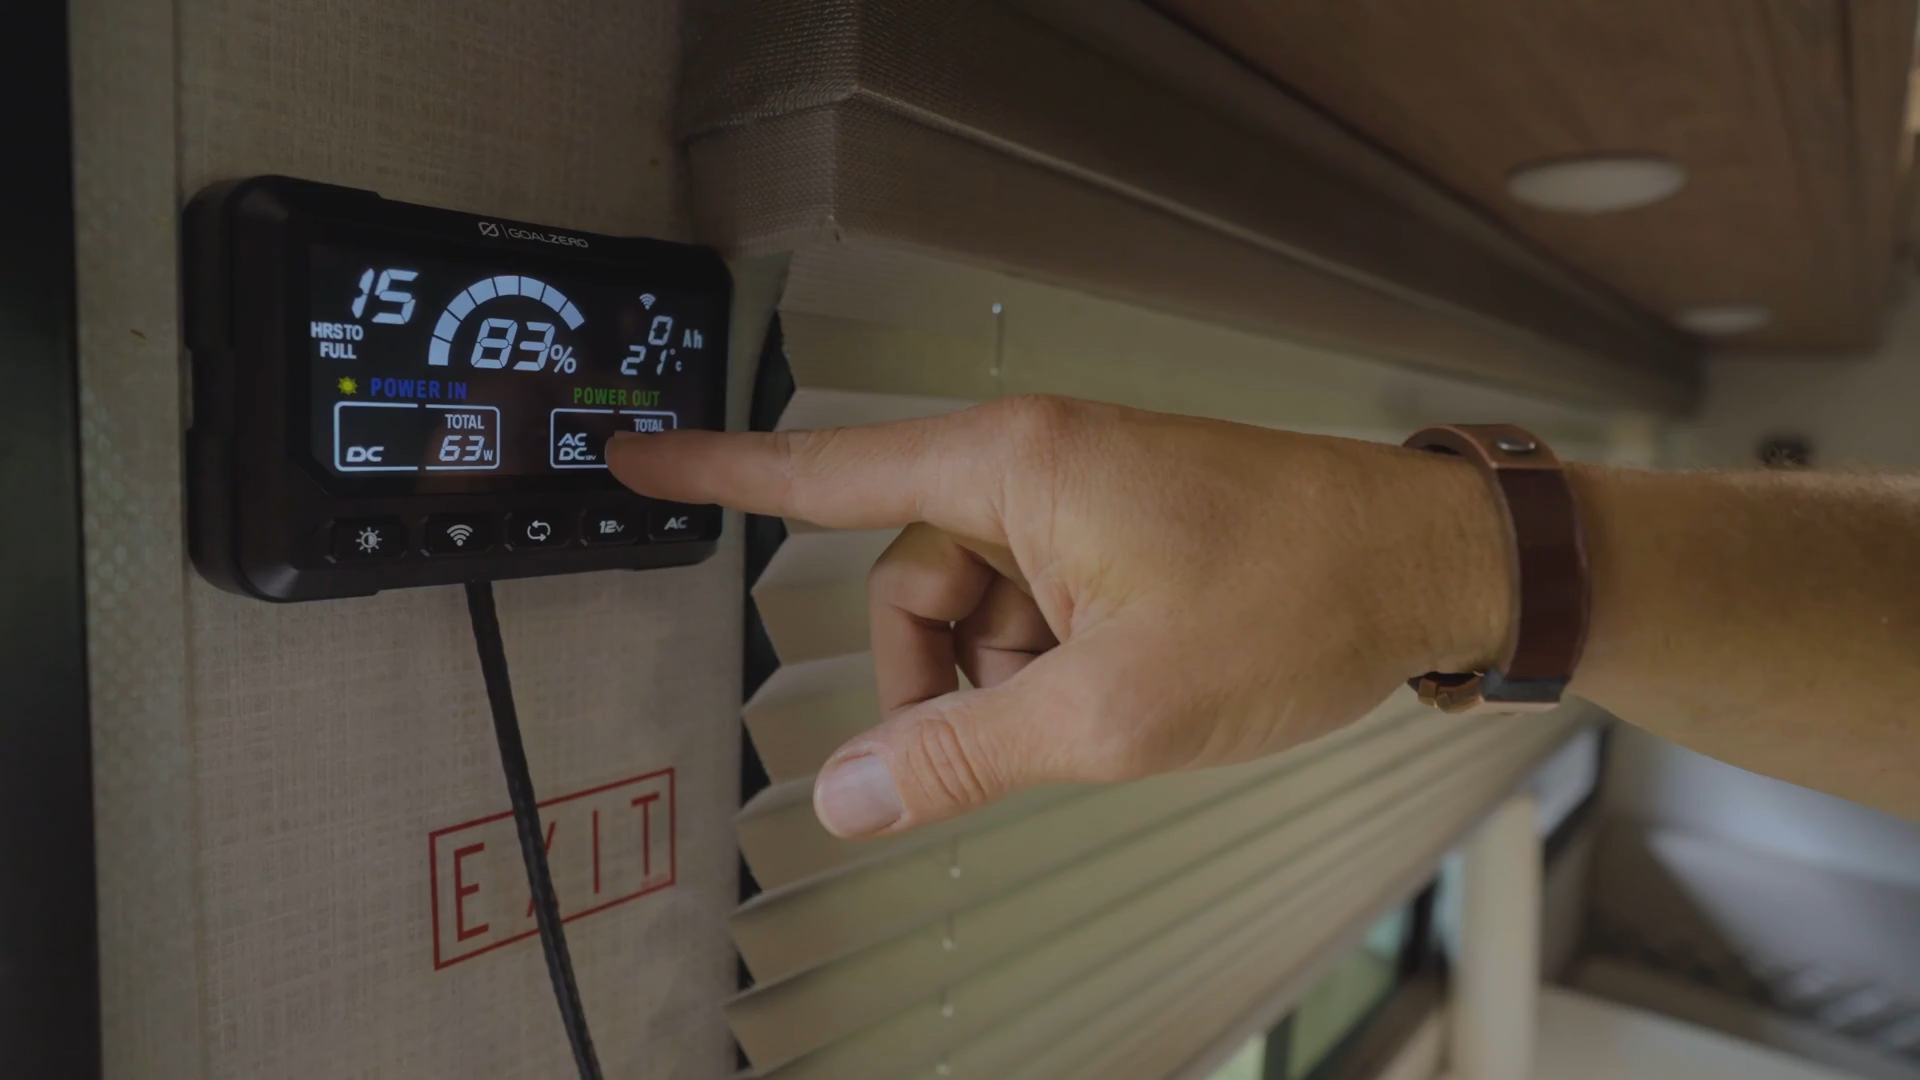 GOALZERO
15
HRS TO
FULL
83%
0 Ah
21°C
POWER IN
POWER OUT
DC
TOTAL
63W
AC
DC 12V
TOTAL
12V
AC
EXIT